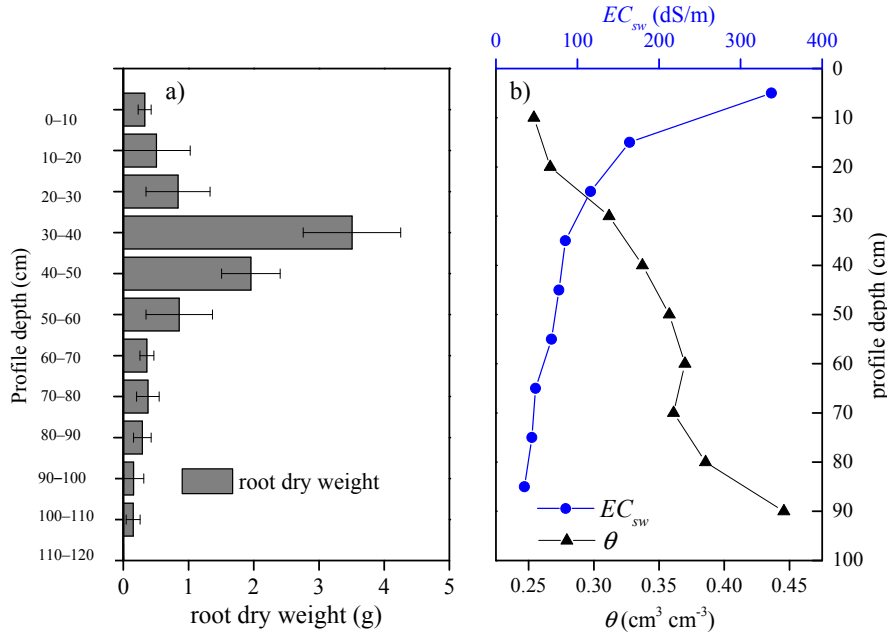 a)
Profile depth (cm)
0–10
10–20
20–30
30–40
40–50
50–60
60–70
70–80
80–90
90–100
100–110
110–120
root dry weight
0 1 2 3 4 5
root dry weight (g)
EC_sw (dS/m)
0 100 200 300 400
b)
0
10
20
30
40
50
60
70
80
90
100
profile depth (cm)
EC_sw
θ
0.25 0.30 0.35 0.40 0.45
θ (cm³ cm⁻³)